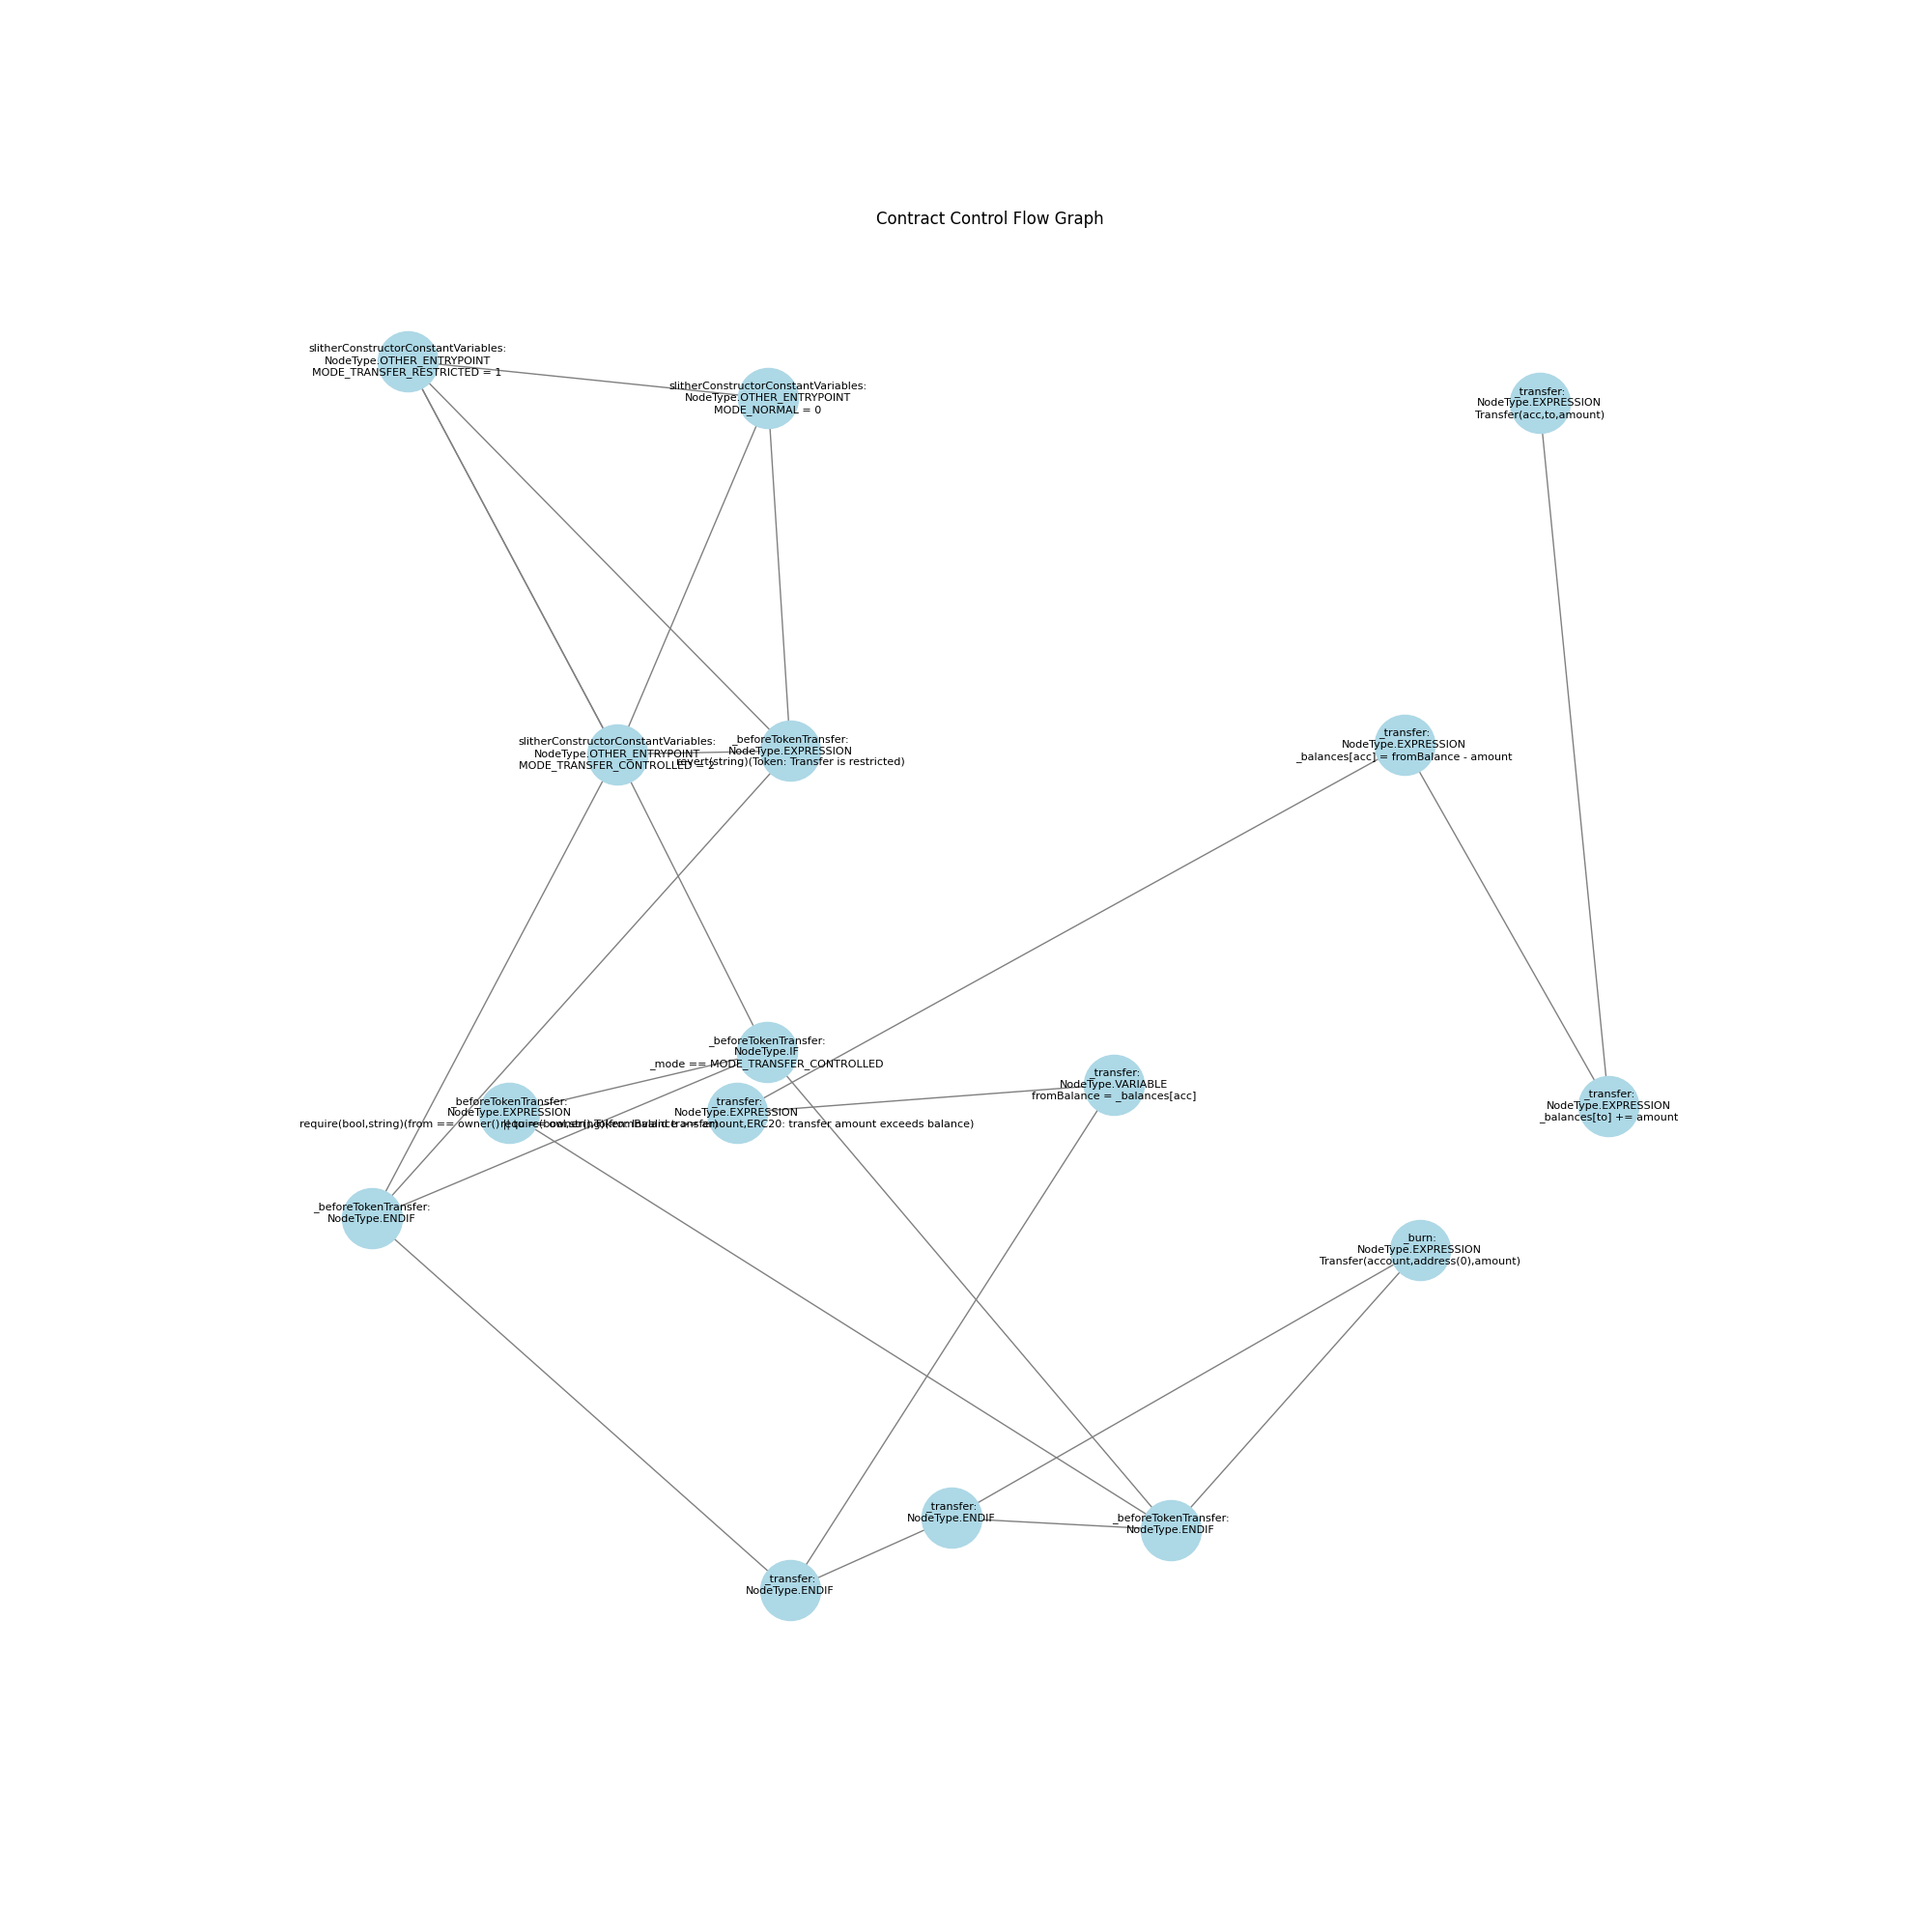 Contract Control Flow Graph
slitherConstructorConstantVariables:
NodeType.OTHER_ENTRYPOINT
MODE_TRANSFER_RESTRICTED = 1
slitherConstructorConstantVariables:
NodeType.OTHER_ENTRYPOINT
MODE_NORMAL = 0
_transfer:
NodeType.EXPRESSION
Transfer(acc,to,amount)
slitherConstructorConstantVariables:
NodeType.OTHER_ENTRYPOINT
MODE_TRANSFER_CONTROLLED = 2
_beforeTokenTransfer:
NodeType.EXPRESSION
revert(string)(Token: Transfer is restricted)
_transfer:
NodeType.EXPRESSION
_balances[acc] = fromBalance - amount
_beforeTokenTransfer:
NodeType.IF
_mode == MODE_TRANSFER_CONTROLLED
_transfer:
NodeType.VARIABLE
fromBalance = _balances[acc]
_beforeTokenTransfer:
NodeType.EXPRESSION
require(bool,string)(from == owner() || to == owner(),Token: Invalid transfer)
_transfer:
NodeType.EXPRESSION
require(bool,string)(fromBalance >= amount,ERC20: transfer amount exceeds balance)
_transfer:
NodeType.EXPRESSION
_balances[to] += amount
_beforeTokenTransfer:
NodeType.ENDIF
_burn:
NodeType.EXPRESSION
Transfer(account,address(0),amount)
_transfer:
NodeType.ENDIF
_beforeTokenTransfer:
NodeType.ENDIF
_transfer:
NodeType.ENDIF